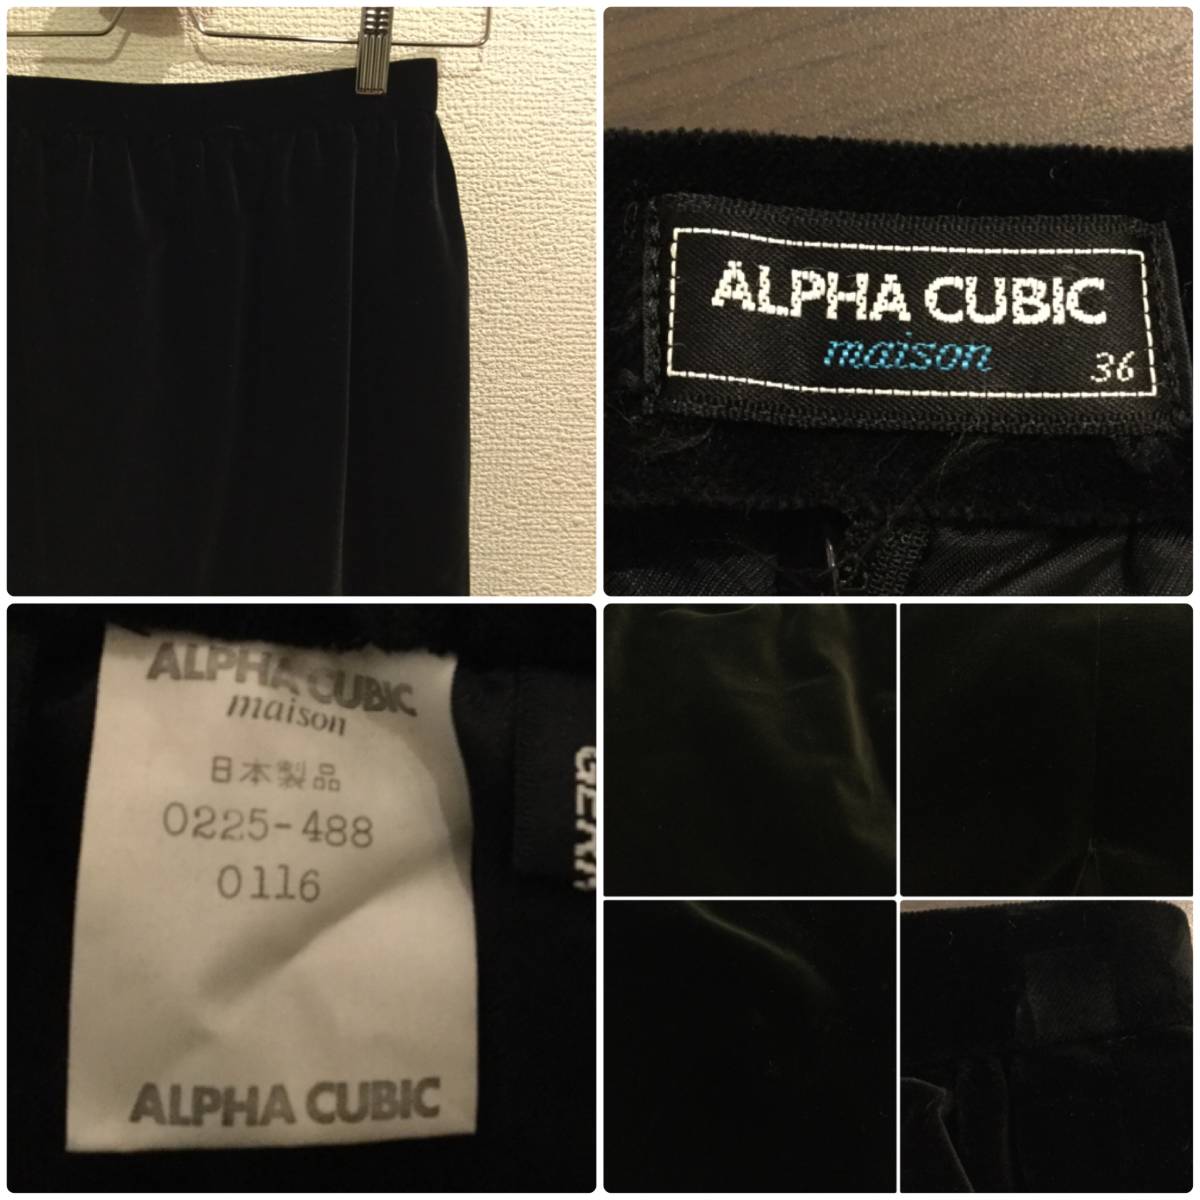 ALPHA CUBIC
maison
36
ALPHA CUBIC
maison
日本製品
0225-488
0116
ALPHA CUBIC